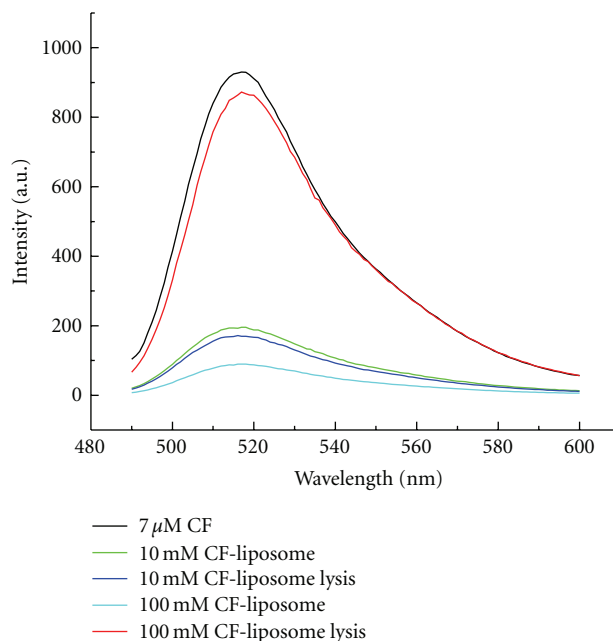 1000
800
600
400
200
0
Intensity (a.u.)
480 500 520 540 560 580 600
Wavelength (nm)
7 μM CF
10 mM CF-liposome
10 mM CF-liposome lysis
100 mM CF-liposome
100 mM CF-liposome lysis